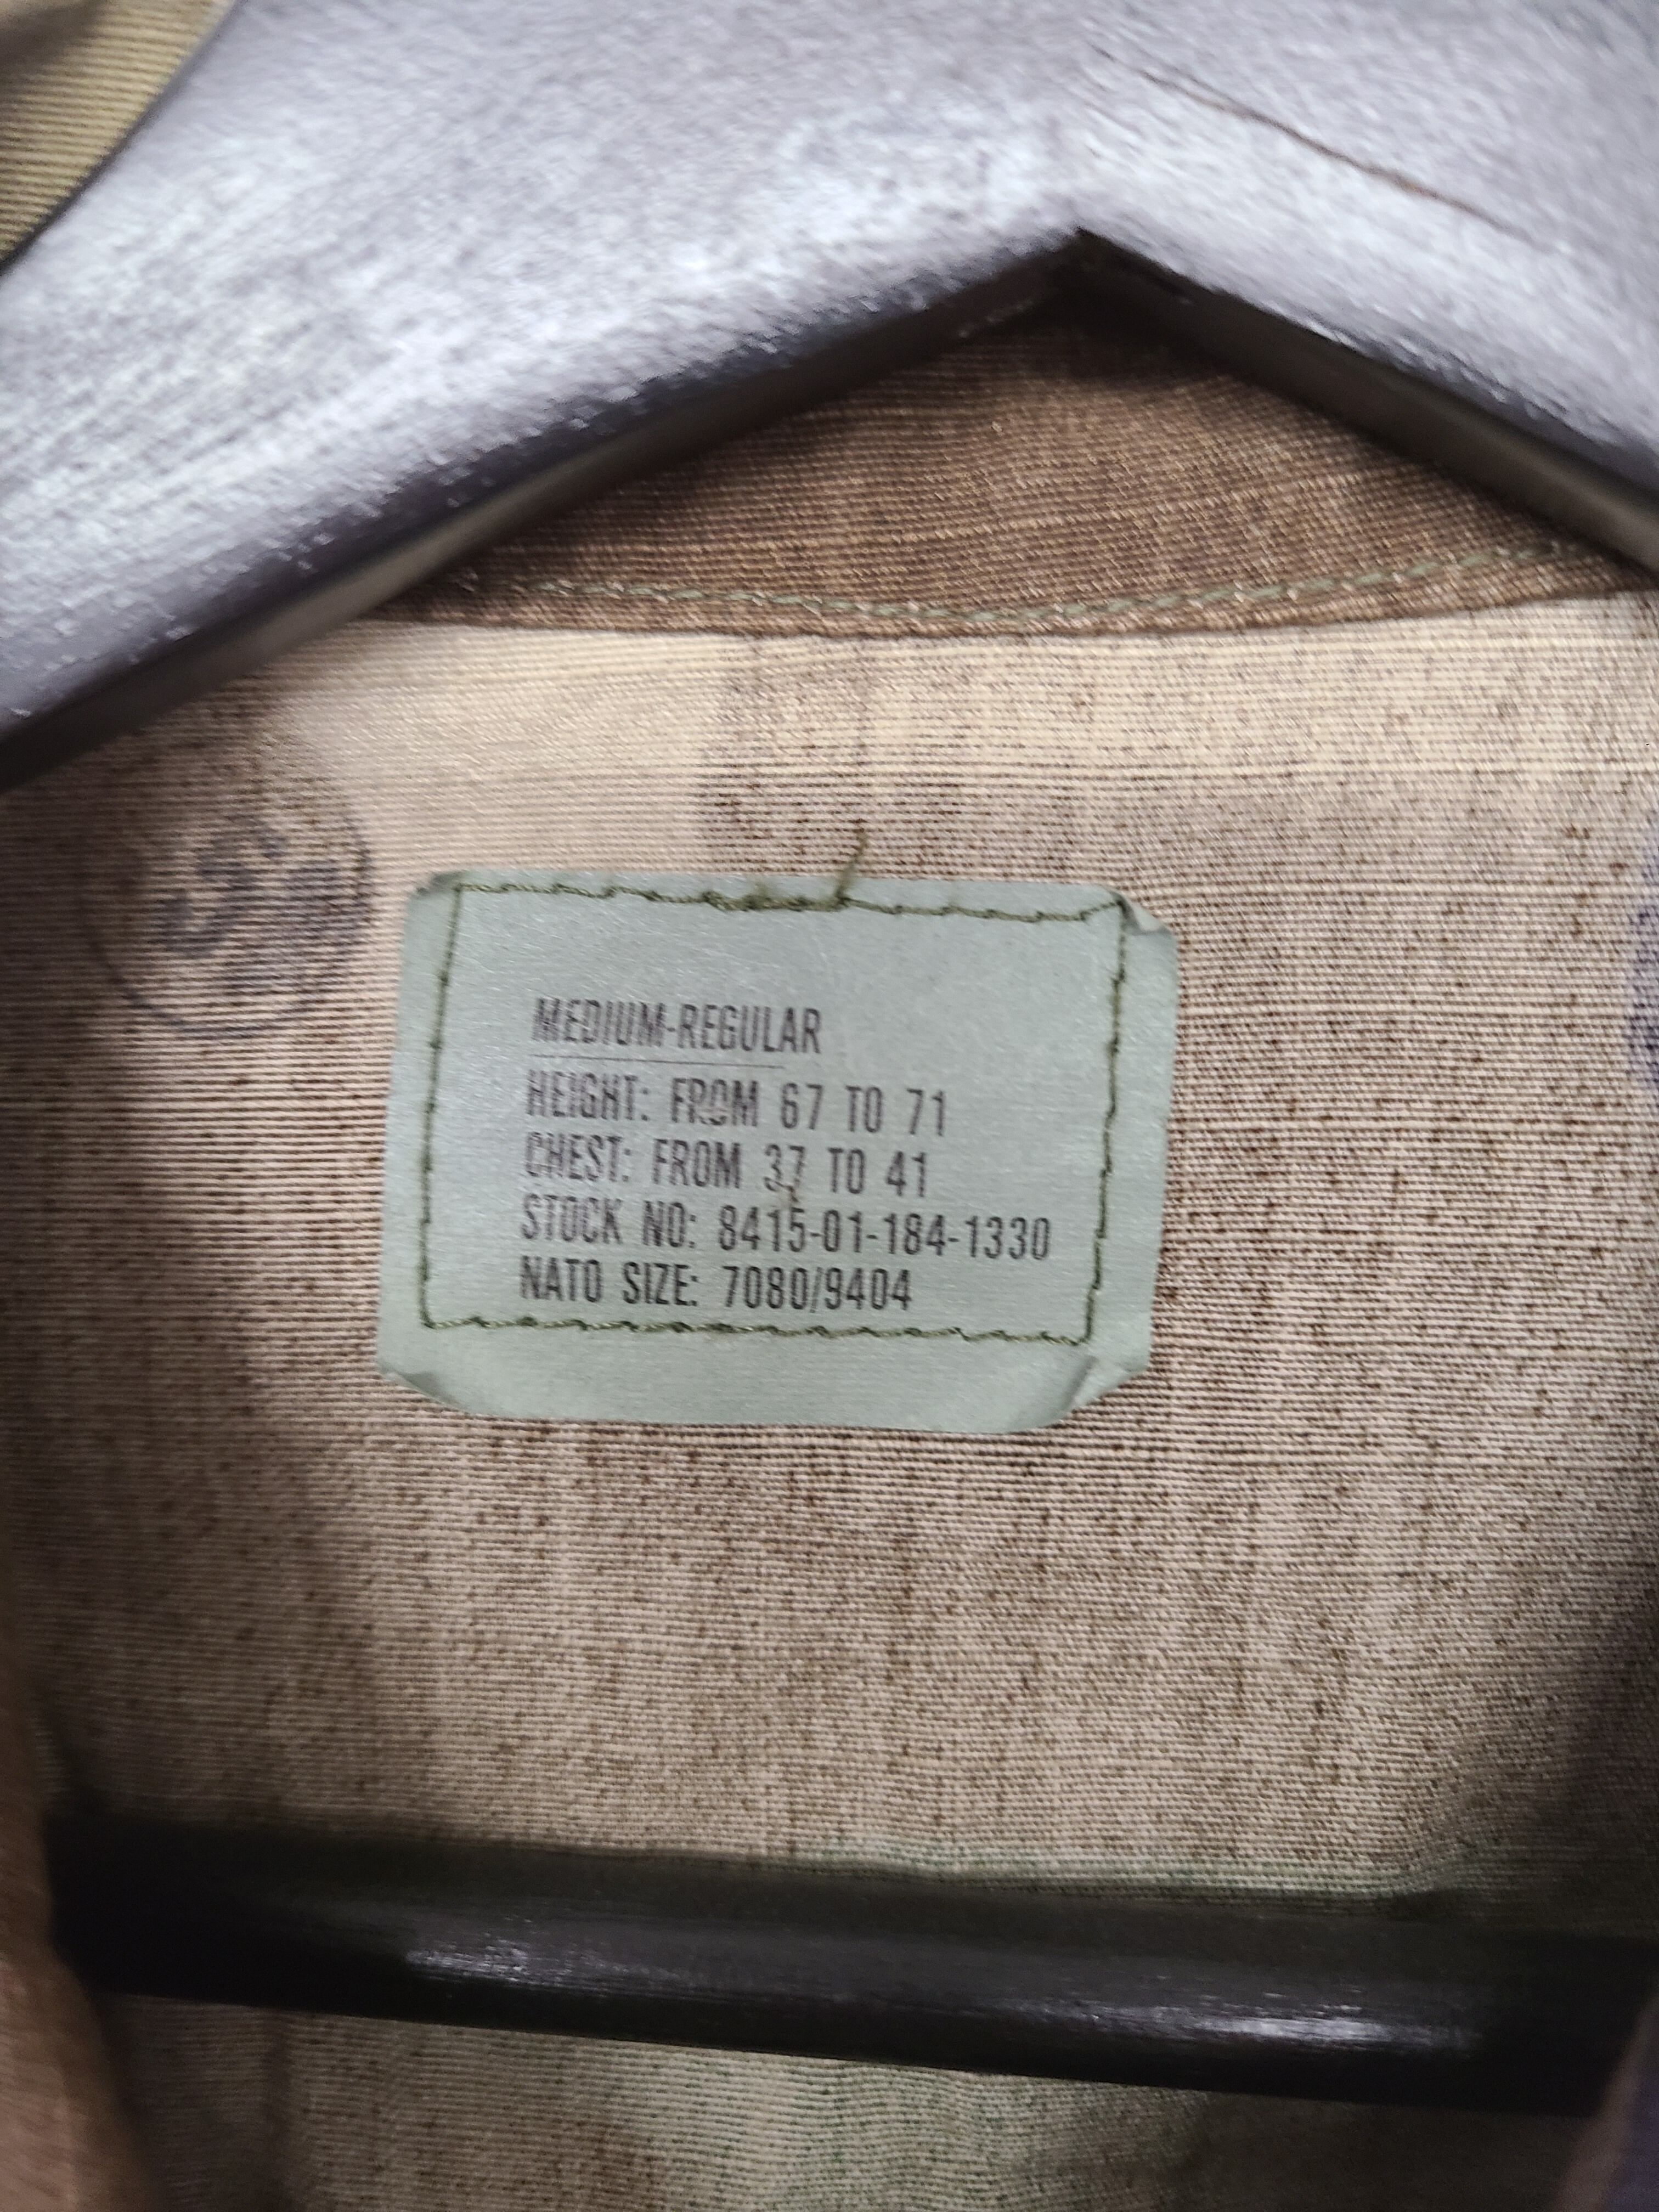 MEDIUM-REGULAR
HEIGHT: FROM 67 TO 71
CHEST: FROM 37 TO 41
STOCK NO: 8415-01-184-1330
NATO SIZE: 7080/9404